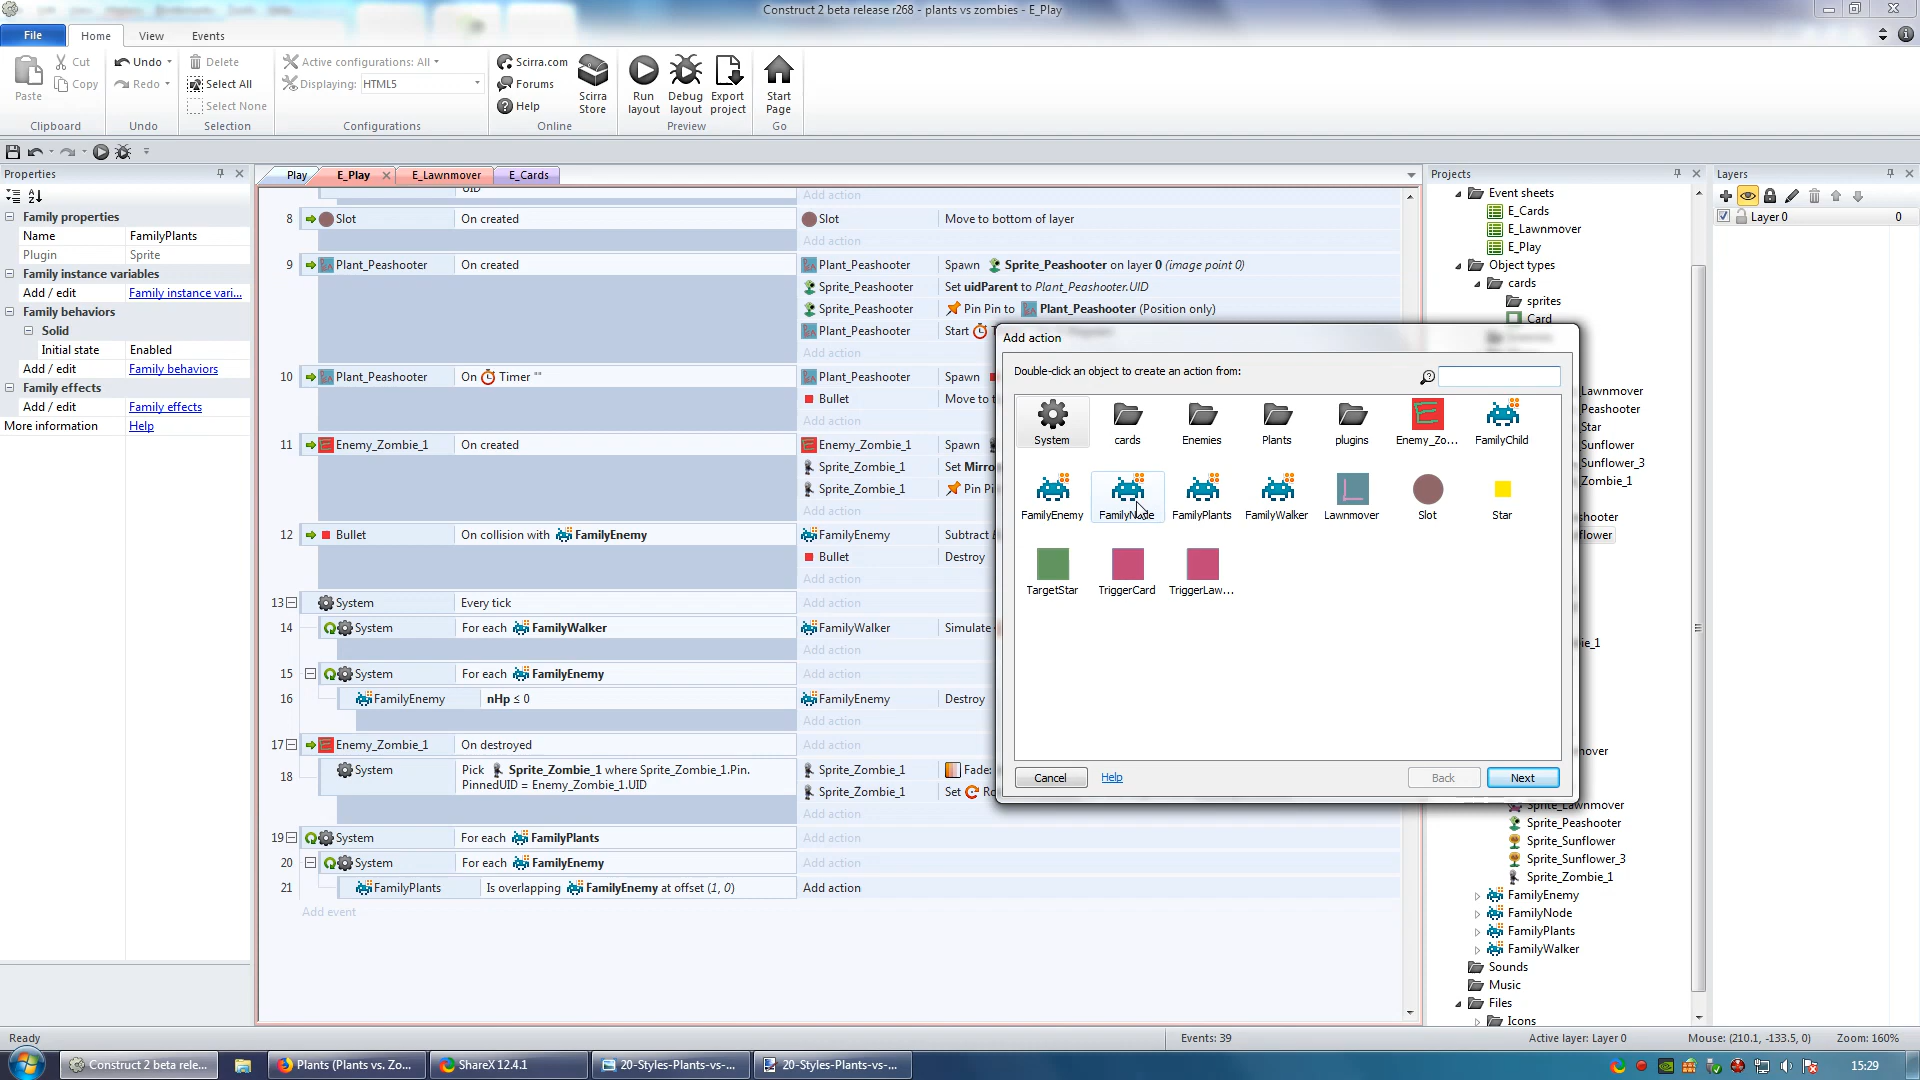 Construct 2 beta release r268 - plants vs zombies - E_Play
File
Home
View
Events
Paste
Cut
Copy
Clipboard
Undo
Redo
Undo
Delete
Select All
Select None
Selection
Active configurations: All
Displaying: HTML5
Configurations
Scirra.com
Forums
Help
Online
Scirra Store
Run layout
Debug layout
Export project
Preview
Start Page
Go
Properties
Family properties
Name FamilyPlants
Plugin Sprite
Family instance variables
Add / edit Family instance vari...
Family behaviors
Solid
Initial state Enabled
Add / edit Family behaviors
Family effects
Add / edit Family effects
More information Help
Play
E_Play
E_Lawnmover
E_Cards
UID
Add action
8 Slot On created Slot Move to bottom of layer
Add action
9 Plant_Peashooter On created Plant_Peashooter Spawn Sprite_Peashooter on layer 0 (image point 0)
Sprite_Peashooter Set uidParent to Plant_Peashooter.UID
Sprite_Peashooter Pin Pin to Plant_Peashooter (Position only)
Plant_Peashooter Start
Add action
10 Plant_Peashooter On Timer "" Plant_Peashooter Spawn
Bullet Move to t
Add action
11 Enemy_Zombie_1 On created Enemy_Zombie_1 Spawn
Sprite_Zombie_1 Set Mirro
Sprite_Zombie_1 Pin Pi
Add action
12 Bullet On collision with FamilyEnemy FamilyEnemy Subtract
Bullet Destroy
Add action
13 System Every tick Add action
14 System For each FamilyWalker FamilyWalker Simulate
Add action
15 System For each FamilyEnemy Add action
16 FamilyEnemy nHp ≤ 0 FamilyEnemy Destroy
Add action
17 Enemy_Zombie_1 On destroyed Add action
18 System Pick Sprite_Zombie_1 where Sprite_Zombie_1.Pin.
PinnedUID = Enemy_Zombie_1.UID
Sprite_Zombie_1 Fade:
Sprite_Zombie_1 Set Ro
Add action
19 System For each FamilyPlants Add action
20 System For each FamilyEnemy Add action
21 FamilyPlants Is overlapping FamilyEnemy at offset (1, 0) Add action
Add event
Add action
Double-click an object to create an action from:
System
cards
Enemies
Plants
plugins
Enemy_Zo...
FamilyChild
FamilyEnemy
FamilyNode
FamilyPlants
FamilyWalker
Lawnmover
Slot
Star
TargetStar
TriggerCard
TriggerLaw...
Cancel
Help
Back
Next
Projects
Event sheets
E_Cards
E_Lawnmover
E_Play
Object types
cards
sprites
Card
Lawnmover
Peashooter
Star
Sunflower
Sunflower_3
Zombie_1
hooter
flower
ie_1
nover
Sprite_Lawnmover
Sprite_Peashooter
Sprite_Sunflower
Sprite_Sunflower_3
Sprite_Zombie_1
FamilyEnemy
FamilyNode
FamilyPlants
FamilyWalker
Sounds
Music
Files
Icons
Layers
Layer 0 0
Ready
Events: 39
Active layer: Layer 0
Mouse: (210.1, -133.5, 0)
Zoom: 160%
Construct 2 beta rele...
Plants (Plants vs. Zo...
ShareX 12.4.1
20-Styles-Plants-vs-...
20-Styles-Plants-vs-...
15:29